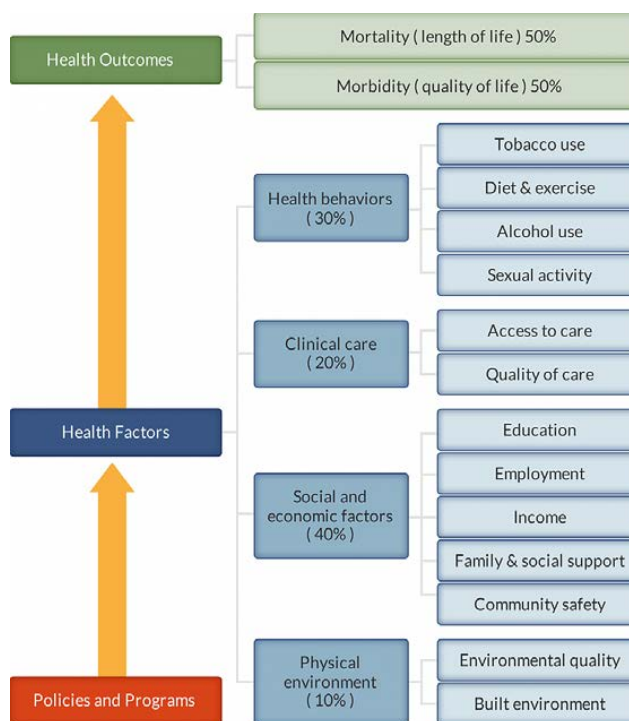 Health Outcomes
Mortality ( length of life ) 50%
Morbidity ( quality of life ) 50%
Health Factors
Health behaviors
( 30% )
Tobacco use
Diet & exercise
Alcohol use
Sexual activity
Clinical care
( 20% )
Access to care
Quality of care
Social and
economic factors
( 40% )
Education
Employment
Income
Family & social support
Community safety
Physical
environment
( 10% )
Environmental quality
Built environment
Policies and Programs